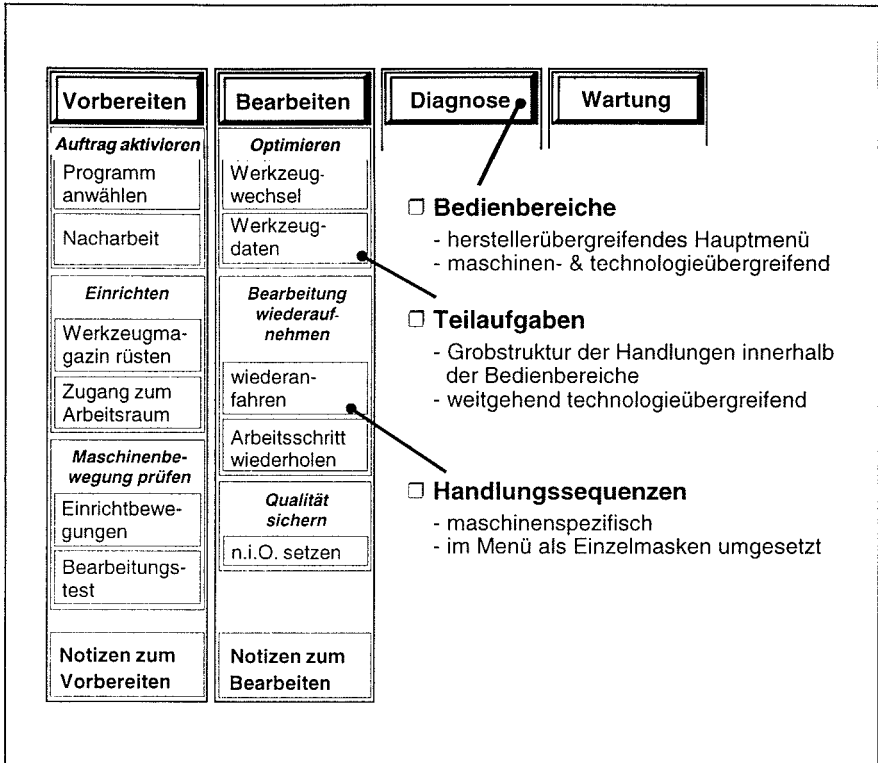 Vorbereiten
Auftrag aktivieren
Programm
anwählen
Nacharbeit
Einrichten
Werkzeugma-
gazin rüsten
Zugang zum
Arbeitsraum
Maschinenbe-
wegung prüfen
Einrichtbewe-
gungen
Bearbeitungs-
test
Notizen zum
Vorbereiten
Bearbeiten
Optimieren
Werkzeug-
wechsel
Werkzeug-
daten
Bearbeitung
wiederauf-
nehmen
wiederan-
fahren
Arbeitsschritt
wiederholen
Qualität
sichern
n.i.O. setzen
Notizen zum
Bearbeiten
Diagnose
Wartung
❐ Bedienbereiche
- herstellerübergreifendes Hauptmenü
- maschinen- & technologieübergreifend
❐ Teilaufgaben
- Grobstruktur der Handlungen innerhalb
der Bedienbereiche
- weitgehend technologieübergreifend
❐ Handlungssequenzen
- maschinenspezifisch
- im Menü als Einzelmasken umgesetzt